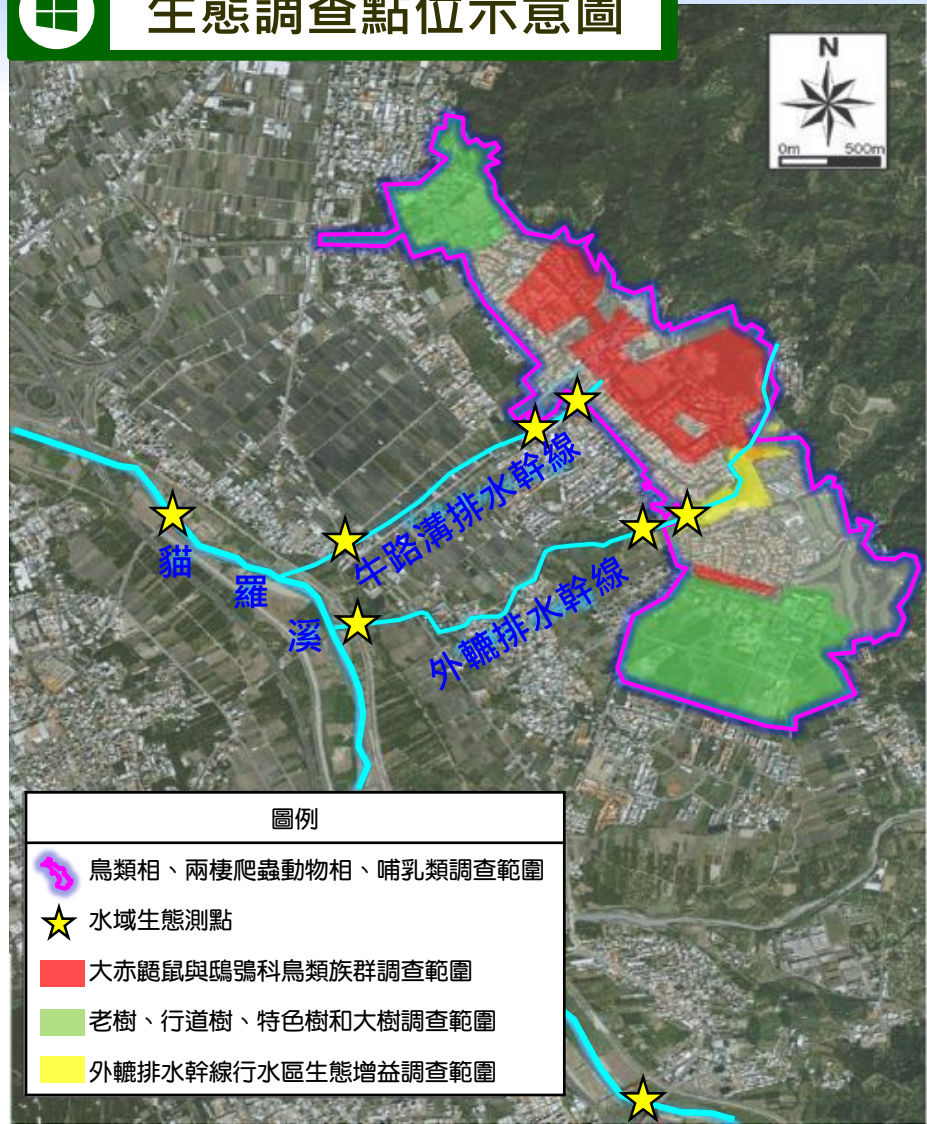 生態調查點位示意圖
N
0m 500m
牛路溝排水幹線
貓
羅
溪
外轆排水幹線
圖例
鳥類相、兩棲爬蟲動物相、哺乳類調查範圍
水域生態測點
大赤鼯鼠與鴟鴞科鳥類族群調查範圍
老樹、行道樹、特色樹和大樹調查範圍
外轆排水幹線行水區生態增益調查範圍